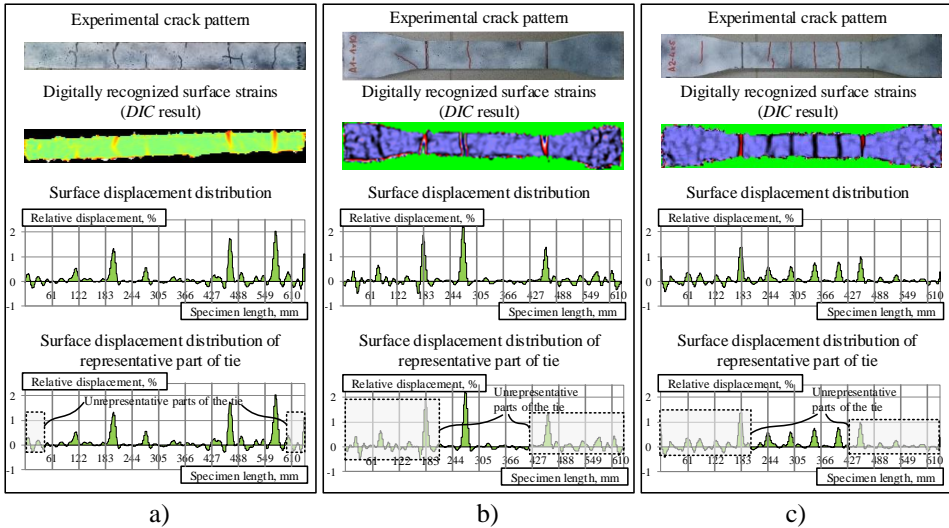 Experimental crack pattern
Digitally recognized surface strains
(DIC result)
Surface displacement distribution
Relative displacement, %
2
1
0
-1
61 122 183 244 305 366 427 488 549 610
Specimen length, mm
Surface displacement distribution of
representative part of tie
Relative displacement, %
2
1
0
-1
Unrepresentative parts of the tie
61 122 183 244 305 366 427 488 549 610
Specimen length, mm
a)
Experimental crack pattern
A1-1x10
Digitally recognized surface strains
(DIC result)
Surface displacement distribution
Relative displacement, %
2
1
0
-1
61 122 183 244 305 366 427 488 549 610
Specimen length, mm
Surface displacement distribution of
representative part of tie
Relative displacement, %
2
1
0
-1
Unrepresentative
parts of the tie
61 122 183 244 305 366 427 488 549 610
Specimen length, mm
b)
Experimental crack pattern
Digitally recognized surface strains
(DIC result)
Surface displacement distribution
Relative displacement, %
2
1
0
-1
61 122 183 244 305 366 427 488 549 610
Specimen length, mm
Surface displacement distribution of
representative part of tie
Relative displacement, %
2
1
0
-1
Unrepresentative
parts of the tie
61 122 183 244 305 366 427 488 549 610
Specimen length, mm
c)